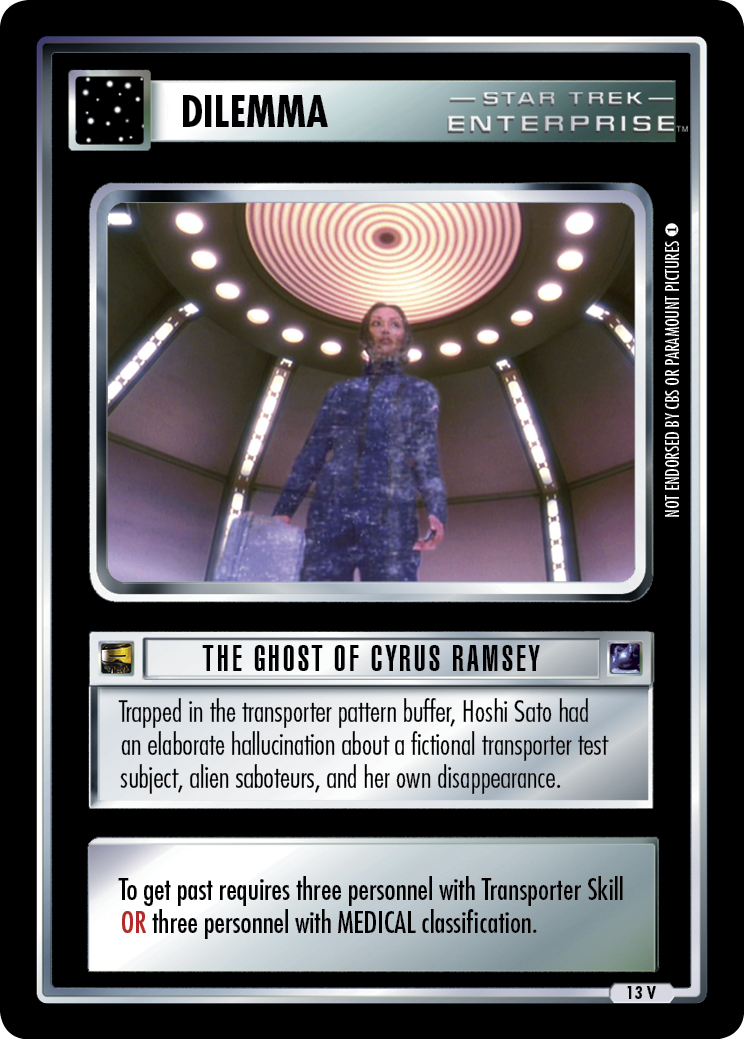 DILEMMA
— STAR TREK —
ENTERPRISE™
NOT ENDORSED BY CBS OR PARAMOUNT PICTURES 1
THE GHOST OF CYRUS RAMSEY
Trapped in the transporter pattern buffer, Hoshi Sato had
an elaborate hallucination about a fictional transporter test
subject, alien saboteurs, and her own disappearance.
To get past requires three personnel with Transporter Skill
OR three personnel with MEDICAL classification.
13 V